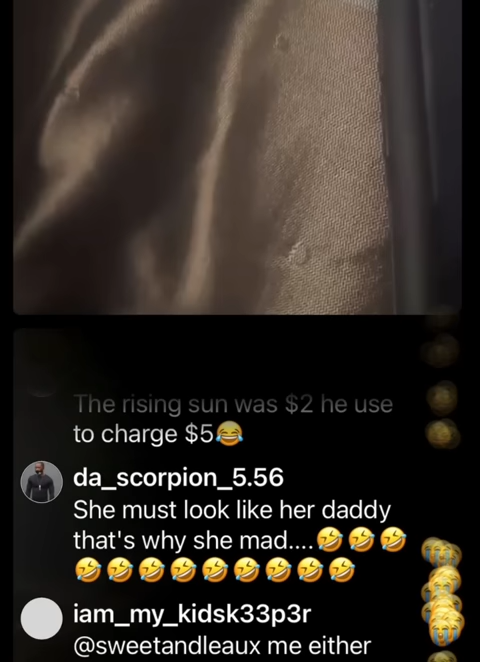 The rising sun was $2 he use
to charge $5😂
da_scorpion_5.56
She must look like her daddy
that's why she mad....🤣🤣🤣
🤣🤣🤣🤣🤣🤣🤣🤣🤣
iam_my_kidsk33p3r
@sweetandleaux me either